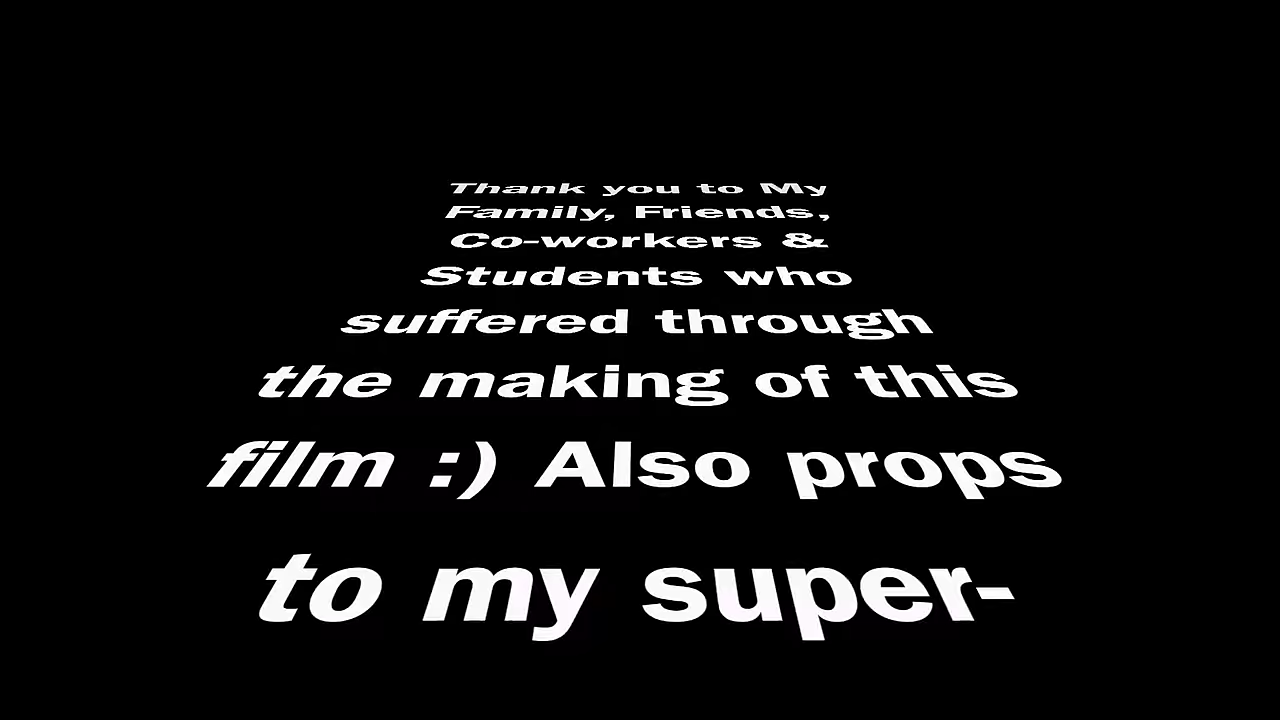 Thank you to My
Family, Friends,
Co-workers &
Students who
suffered through
the making of this
film :) Also props
to my super-